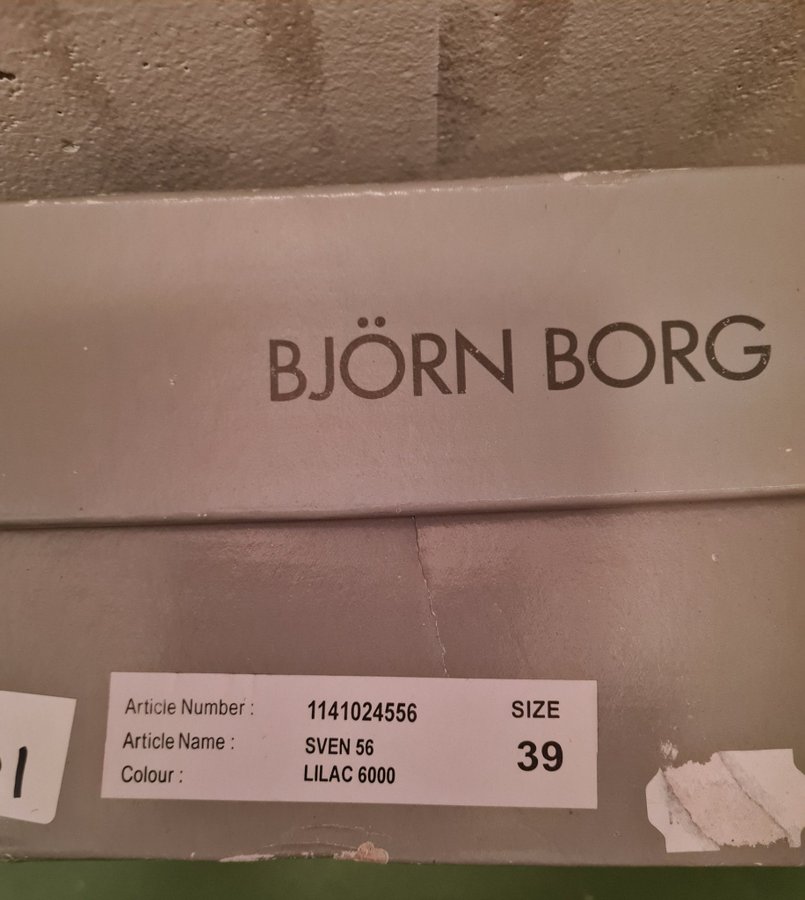 BJÖRN BORG
Article Number : 1141024556 SIZE
Article Name : SVEN 56 39
Colour : LILAC 6000